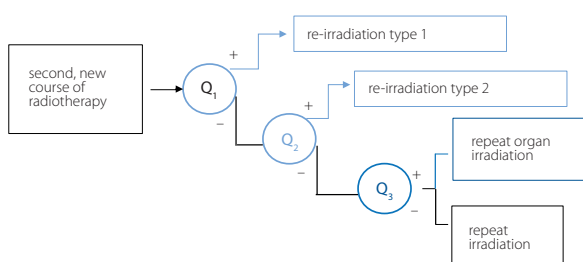 re-irradiation type 1
+
second, new
course of
radiotherapy
Q1
re-irradiation type 2
+
−
Q2
repeat organ
irradiation
−
+
Q3
−
repeat
irradiation